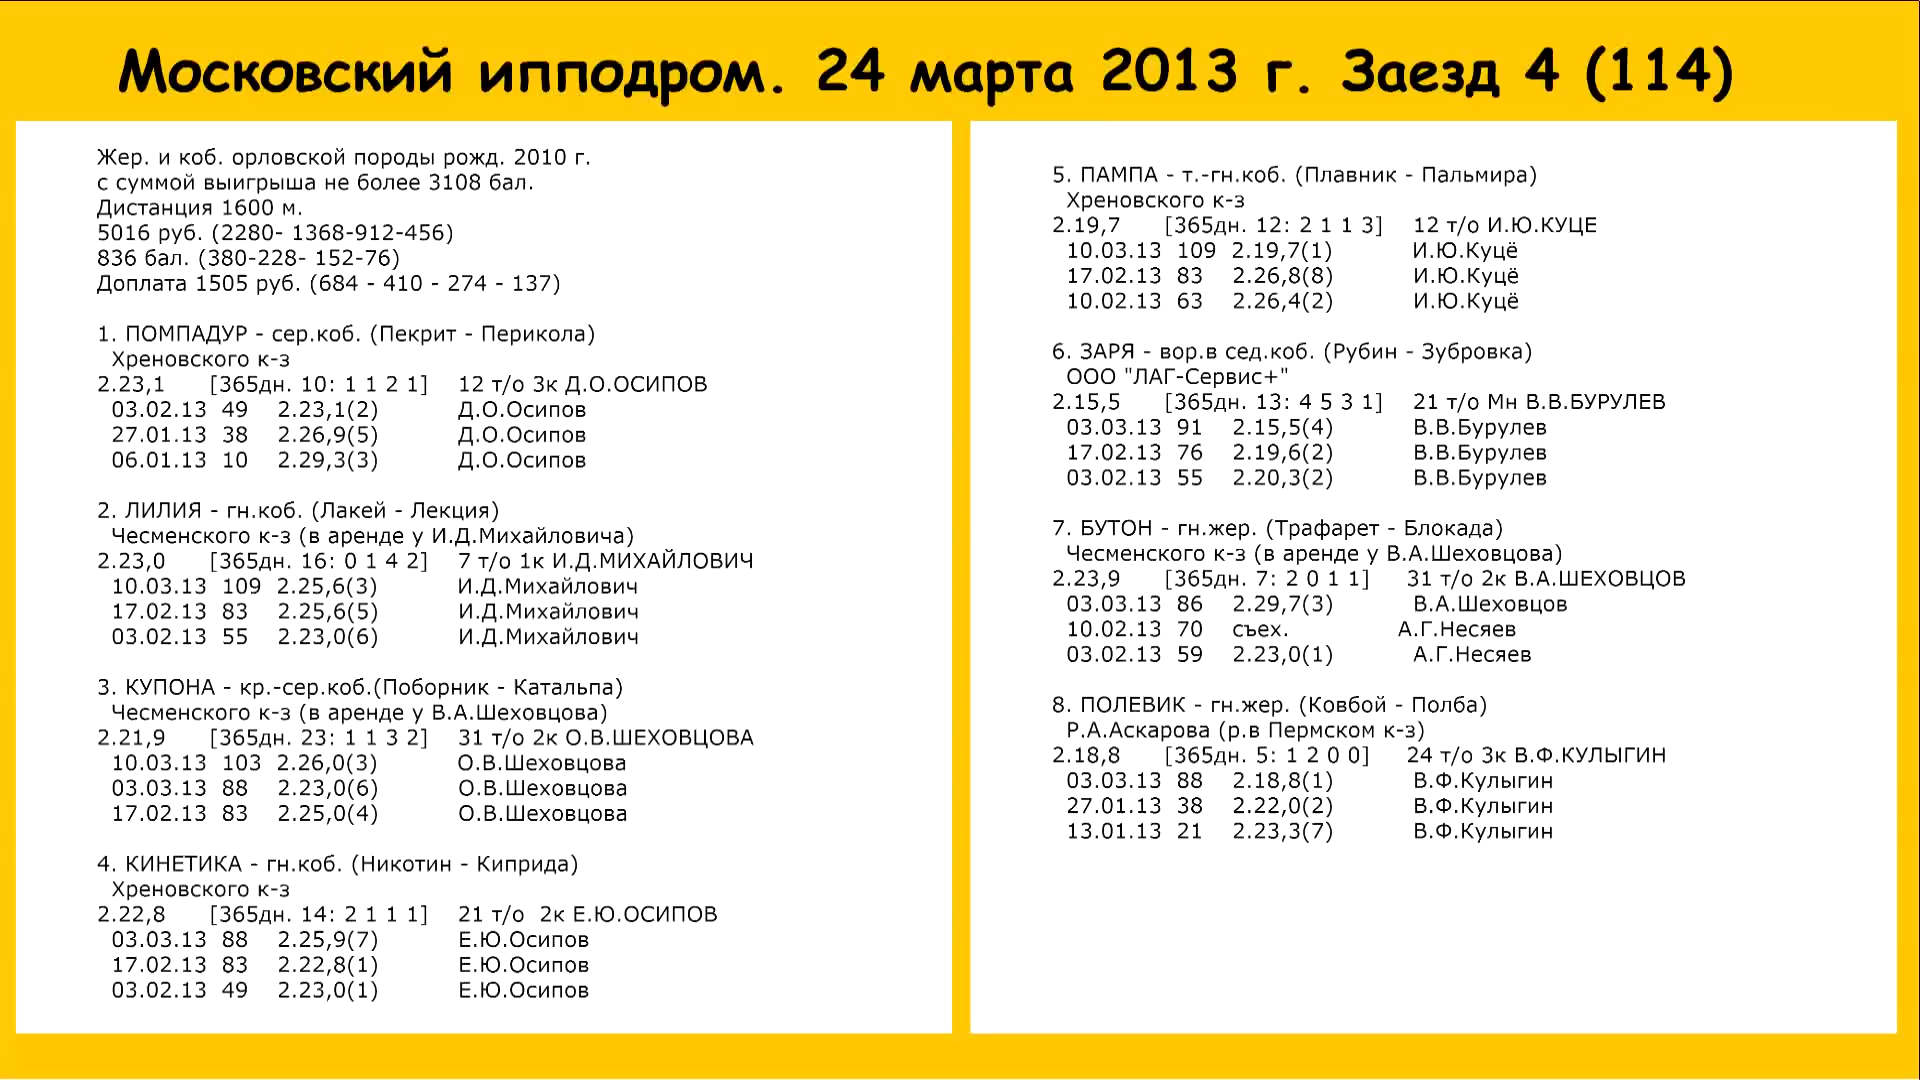 Московский ипподром. 24 марта 2013 г. Заезд 4 (114)
Жер. и коб. орловской породы рожд. 2010 г.
с суммой выигрыша не более 3108 бал.
Дистанция 1600 м.
5016 руб. (2280- 1368-912-456)
836 бал. (380-228- 152-76)
Доплата 1505 руб. (684 - 410 - 274 - 137)
1. ПОМПАДУР - сер.коб. (Пекрит - Перикола)
Хреновского к-з
2.23,1 [365дн. 10: 1 1 2 1] 12 т/о 3к Д.О.ОСИПОВ
03.02.13 49 2.23,1(2) Д.О.Осипов
27.01.13 38 2.26,9(5) Д.О.Осипов
06.01.13 10 2.29,3(3) Д.О.Осипов
2. ЛИЛИЯ - гн.коб. (Лакей - Лекция)
Чесменского к-з (в аренде у И.Д.Михайловича)
2.23,0 [365дн. 16: 0 1 4 2] 7 т/о 1к И.Д.МИХАЙЛОВИЧ
10.03.13 109 2.25,6(3) И.Д.Михайлович
17.02.13 83 2.25,6(5) И.Д.Михайлович
03.02.13 55 2.23,0(6) И.Д.Михайлович
3. КУПОНА - кр.-сер.коб.(Поборник - Катальпа)
Чесменского к-з (в аренде у В.А.Шеховцова)
2.21,9 [365дн. 23: 1 1 3 2] 31 т/о 2к О.В.ШЕХОВЦОВА
10.03.13 103 2.26,0(3) О.В.Шеховцова
03.03.13 88 2.23,0(6) О.В.Шеховцова
17.02.13 83 2.25,0(4) О.В.Шеховцова
4. КИНЕТИКА - гн.коб. (Никотин - Киприда)
Хреновского к-з
2.22,8 [365дн. 14: 2 1 1 1] 21 т/о 2к Е.Ю.ОСИПОВ
03.03.13 88 2.25,9(7) Е.Ю.Осипов
17.02.13 83 2.22,8(1) Е.Ю.Осипов
03.02.13 49 2.23,0(1) Е.Ю.Осипов
5. ПАМПА - т.-гн.коб. (Плавник - Пальмира)
Хреновского к-з
2.19,7 [365дн. 12: 2 1 1 3] 12 т/о И.Ю.КУЦЕ
10.03.13 109 2.19,7(1) И.Ю.Куцё
17.02.13 83 2.26,8(8) И.Ю.Куцё
10.02.13 63 2.26,4(2) И.Ю.Куцё
6. ЗАРЯ - вор.в сед.коб. (Рубин - Зубровка)
ООО "ЛАГ-Сервис+"
2.15,5 [365дн. 13: 4 5 3 1] 21 т/о Мн В.В.БУРУЛЕВ
03.03.13 91 2.15,5(4) В.В.Бурулев
17.02.13 76 2.19,6(2) В.В.Бурулев
03.02.13 55 2.20,3(2) В.В.Бурулев
7. БУТОН - гн.жер. (Трафарет - Блокада)
Чесменского к-з (в аренде у В.А.Шеховцова)
2.23,9 [365дн. 7: 2 0 1 1] 31 т/о 2к В.А.ШЕХОВЦОВ
03.03.13 86 2.29,7(3) В.А.Шеховцов
10.02.13 70 съех. А.Г.Несяев
03.02.13 59 2.23,0(1) А.Г.Несяев
8. ПОЛЕВИК - гн.жер. (Ковбой - Полба)
Р.А.Аскарова (р.в Пермском к-з)
2.18,8 [365дн. 5: 1 2 0 0] 24 т/о 3к В.Ф.КУЛЫГИН
03.03.13 88 2.18,8(1) В.Ф.Кулыгин
27.01.13 38 2.22,0(2) В.Ф.Кулыгин
13.01.13 21 2.23,3(7) В.Ф.Кулыгин